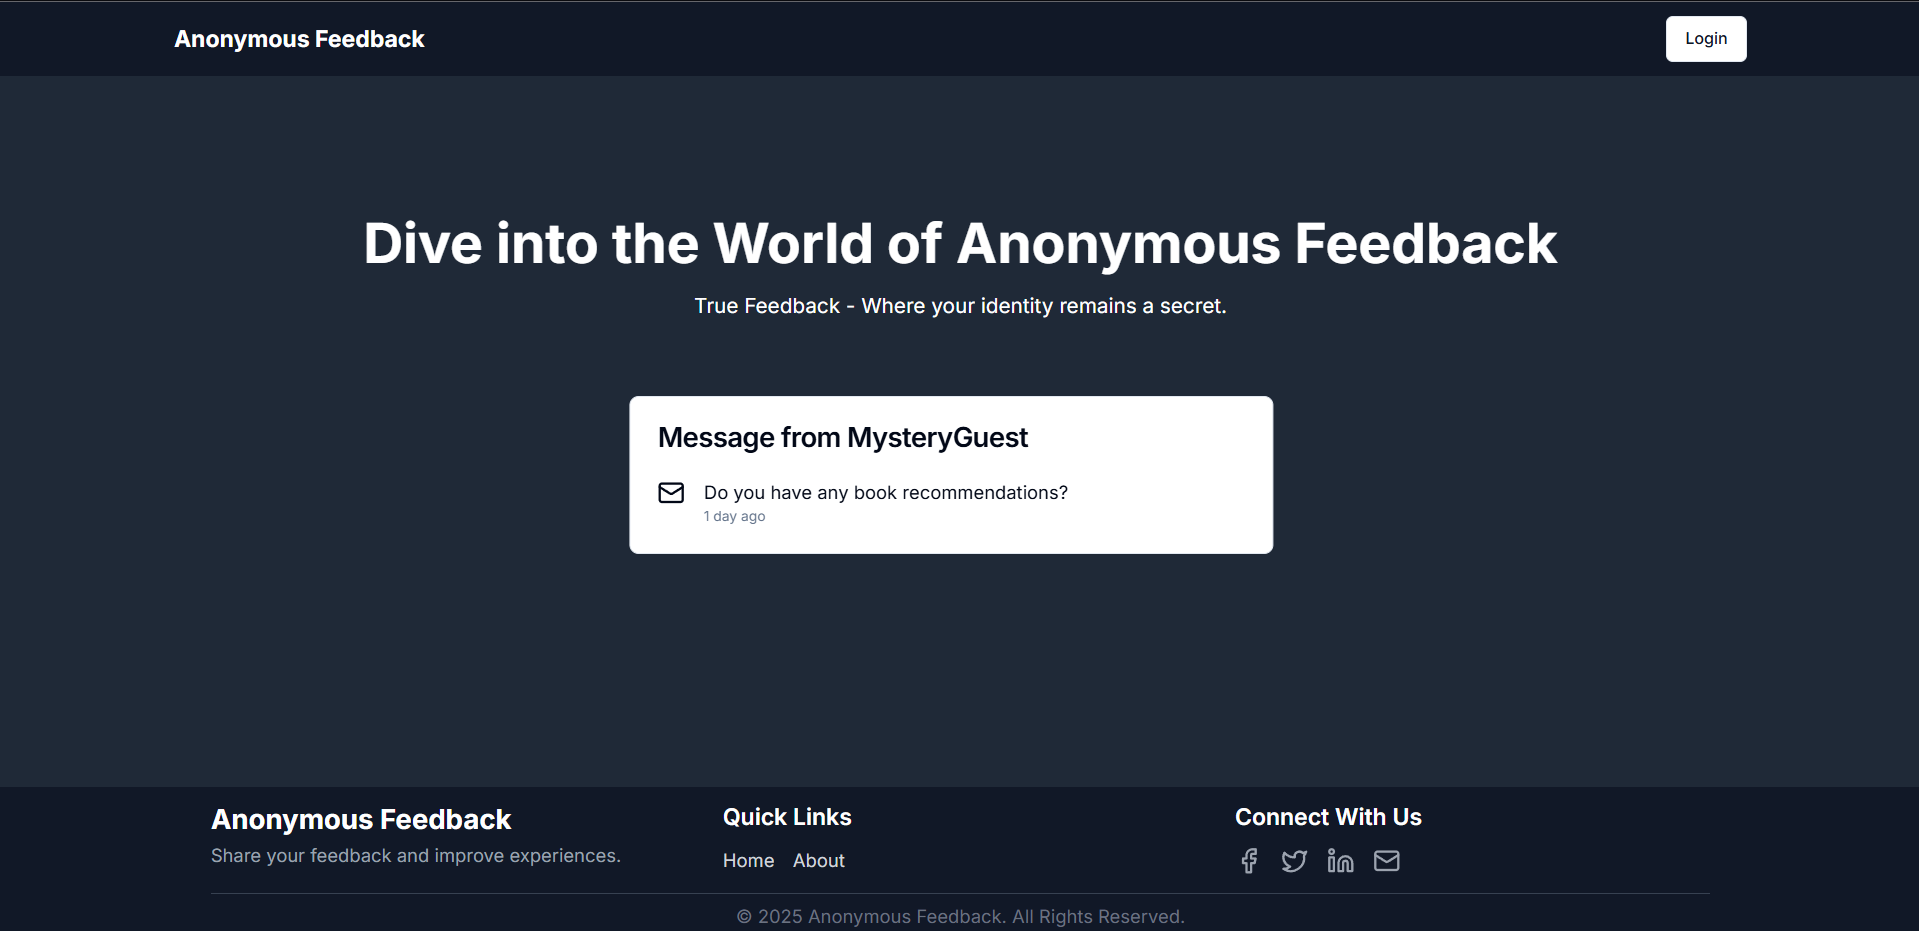 Anonymous Feedback
Login
Dive into the World of Anonymous Feedback
True Feedback - Where your identity remains a secret.
Message from MysteryGuest
Do you have any book recommendations?
1 day ago
Anonymous Feedback
Share your feedback and improve experiences.
Quick Links
Home About
Connect With Us
© 2025 Anonymous Feedback. All Rights Reserved.